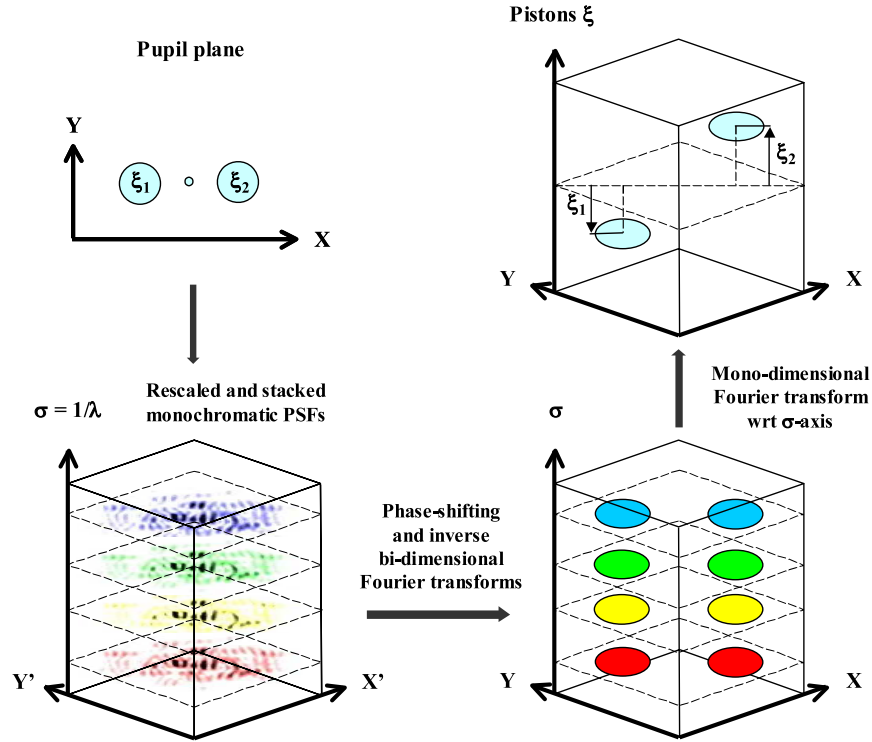 Pupil plane
Y
ξ1
ξ2
X
Pistons ξ
ξ2
ξ1
Y
X
Rescaled and stacked
monochromatic PSFs
σ = 1/λ
Y’
X’
Phase-shifting
and inverse
bi-dimensional
Fourier transforms
Mono-dimensional
Fourier transform
wrt σ-axis
σ
Y
X